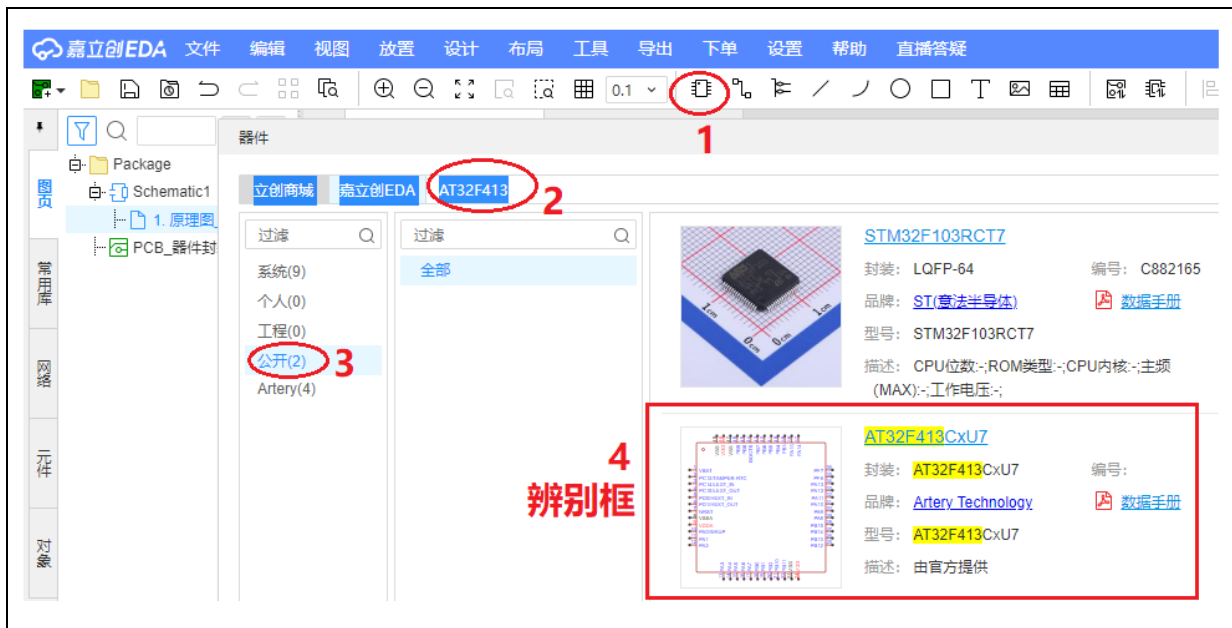 嘉立创EDA 文件 编辑 视图 放置 设计 布局 工具 导出 下单 设置 帮助 直播答疑
0.1
1
器件
Package
Schematic1
1. 原理图_
PCB_器件封
图页
常用库
网络
元件
对象
立创商城 嘉立创EDA AT32F413
2
过滤
系统(9)
个人(0)
工程(0)
公开(2)
3
Artery(4)
过滤
全部
STM32F103RCT7
封装: LQFP-64 编号: C882165
品牌: ST(意法半导体) 数据手册
型号: STM32F103RCT7
描述: CPU位数:-;ROM类型:-;CPU内核:-;主频
(MAX):-;工作电压:-;
4
辨别框
AT32F413CxU7
封装: AT32F413CxU7 编号:
品牌: Artery Technology 数据手册
型号: AT32F413CxU7
描述: 由官方提供